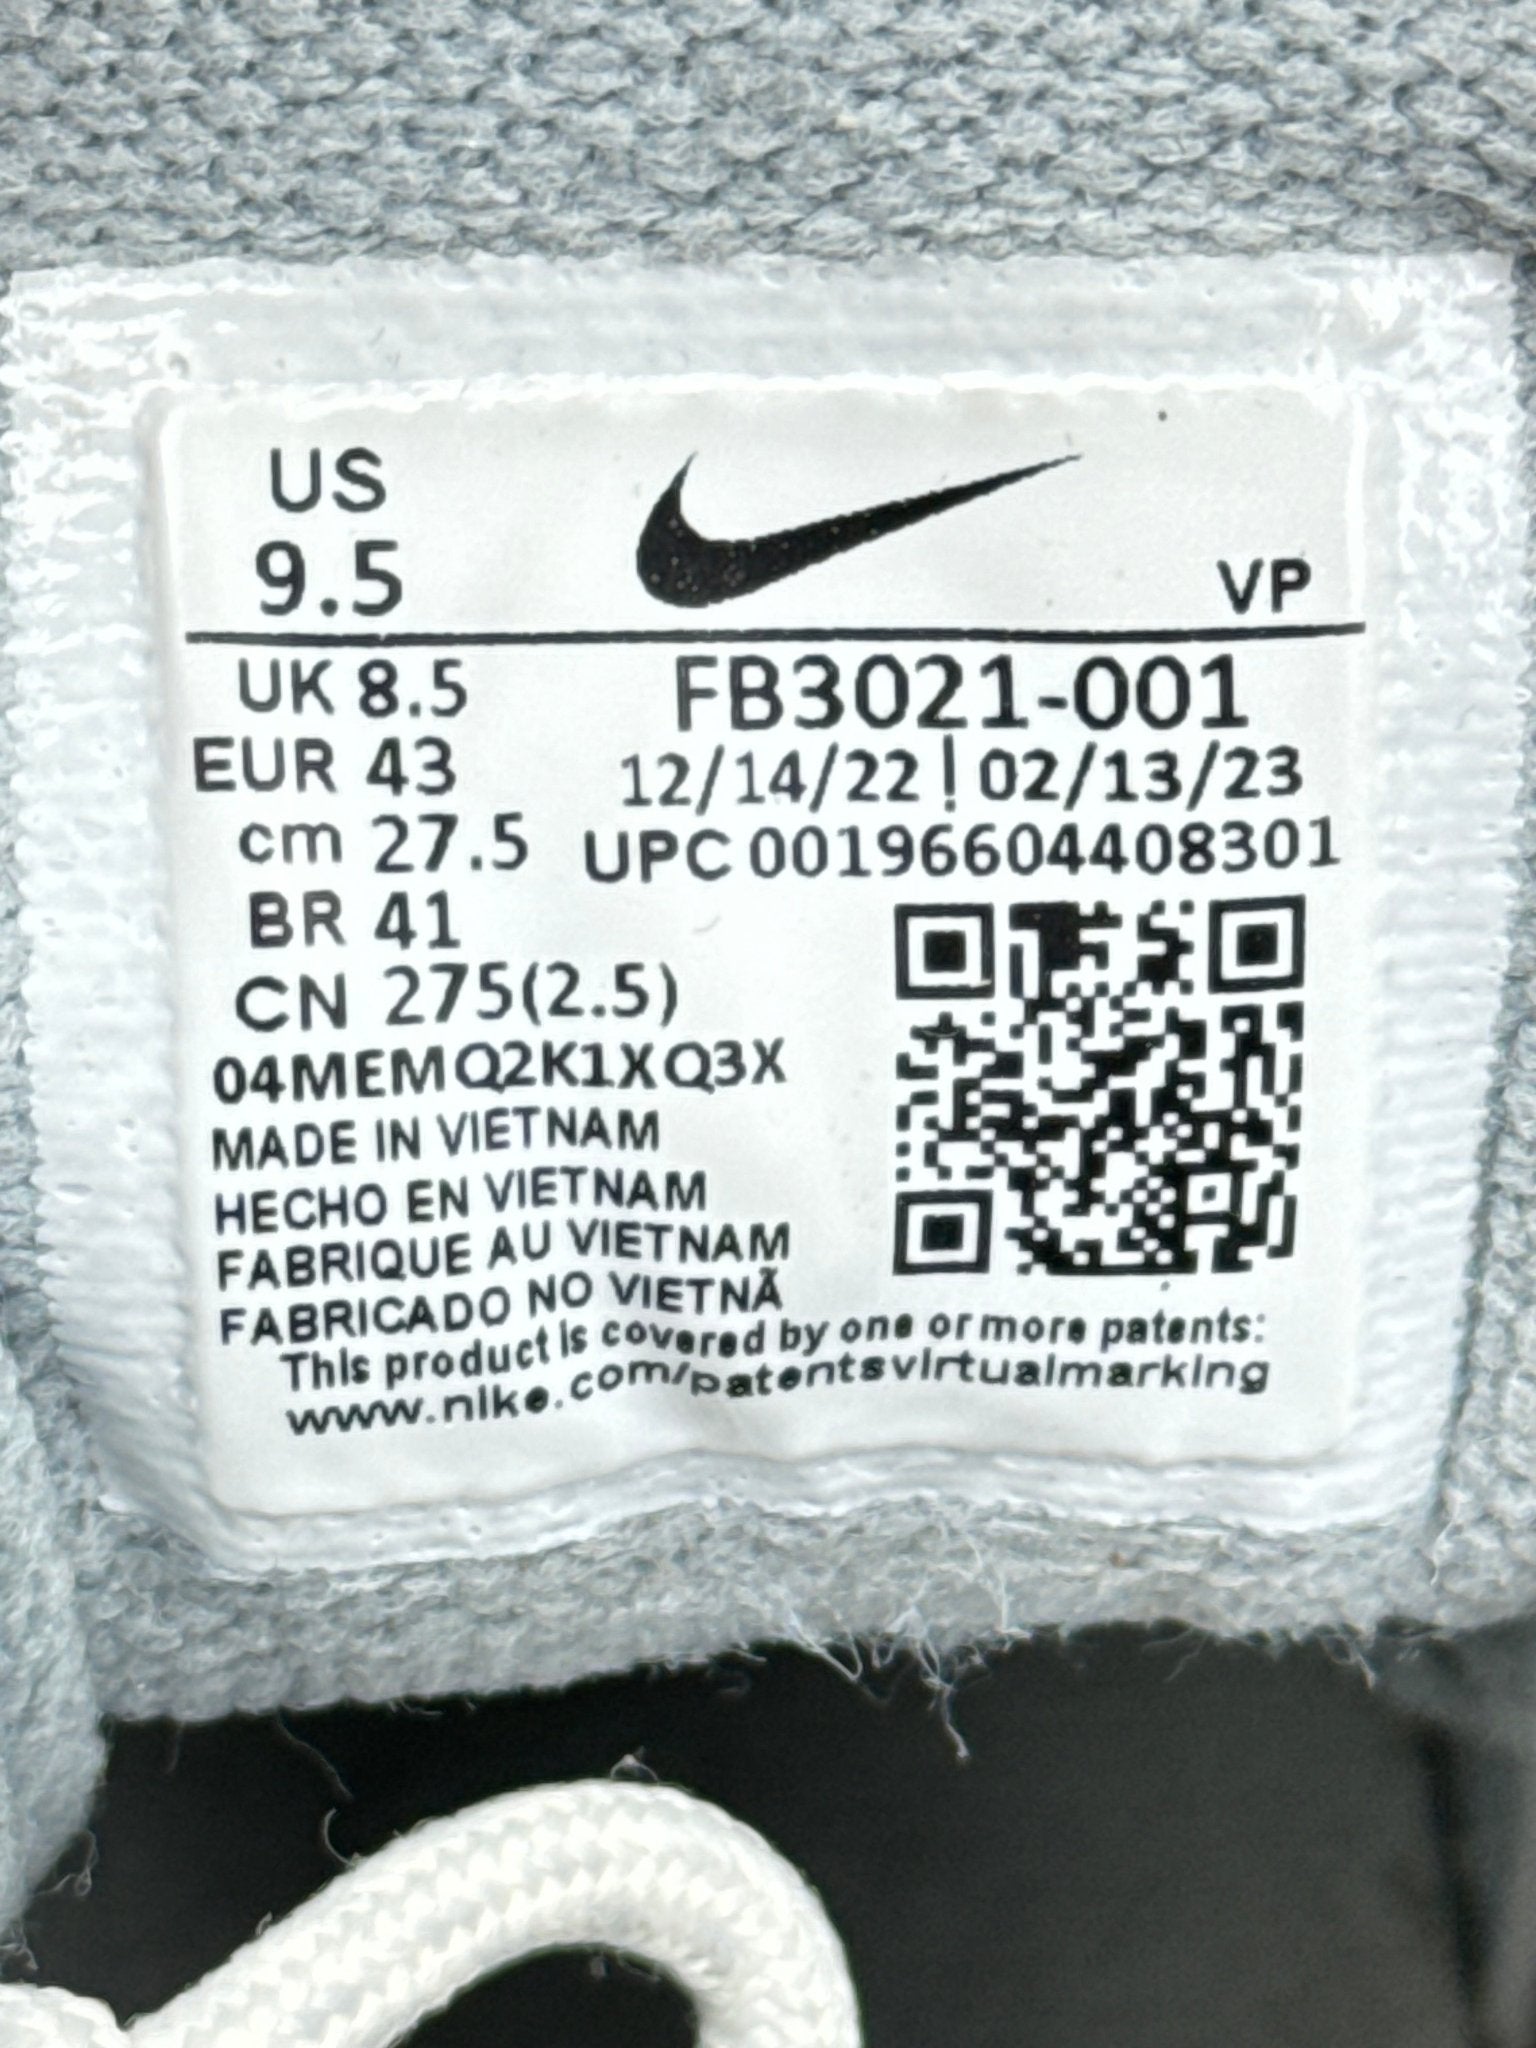 US
9.5
VP
UK 8.5
EUR 43
cm 27.5
BR 41
CN 275(2.5)
FB3021-001
12/14/22 ! 02/13/23
UPC 00196604408301
04MEMQ2K1XQ3X
MADE IN VIETNAM
HECHO EN VIETNAM
FABRIQUE AU VIETNAM
FABRICADO NO VIETNÃ
This product is covered by one or more patents:
www.nike.com/patentsvirtualmarking